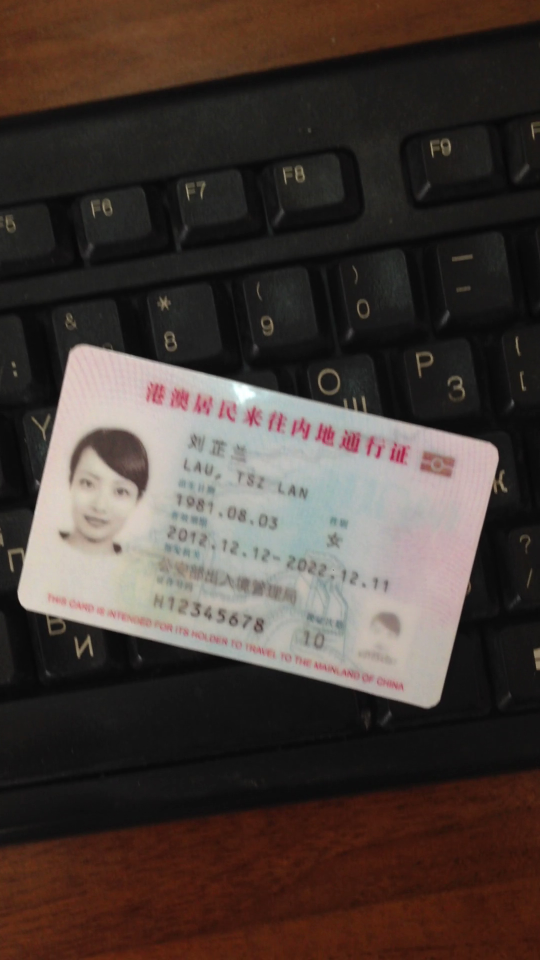 F5 F6 F7 F8 F9 F
& * 8 ( 9 ) 0 — –
: O Щ P З [
Y
港澳居民来往内地通行证
刘芷兰
LAU, TSZ LAN
出生日期 性别
1981.08.03 女
有效期限
2012.12.12-2022.12.11
签发机关
公安部出入境管理局
证件号码 换证次数
H12345678 10
THIS CARD IS INTENDED FOR ITS HOLDER TO TRAVEL TO THE MAINLAND OF CHINA
П Ж ? /
B И